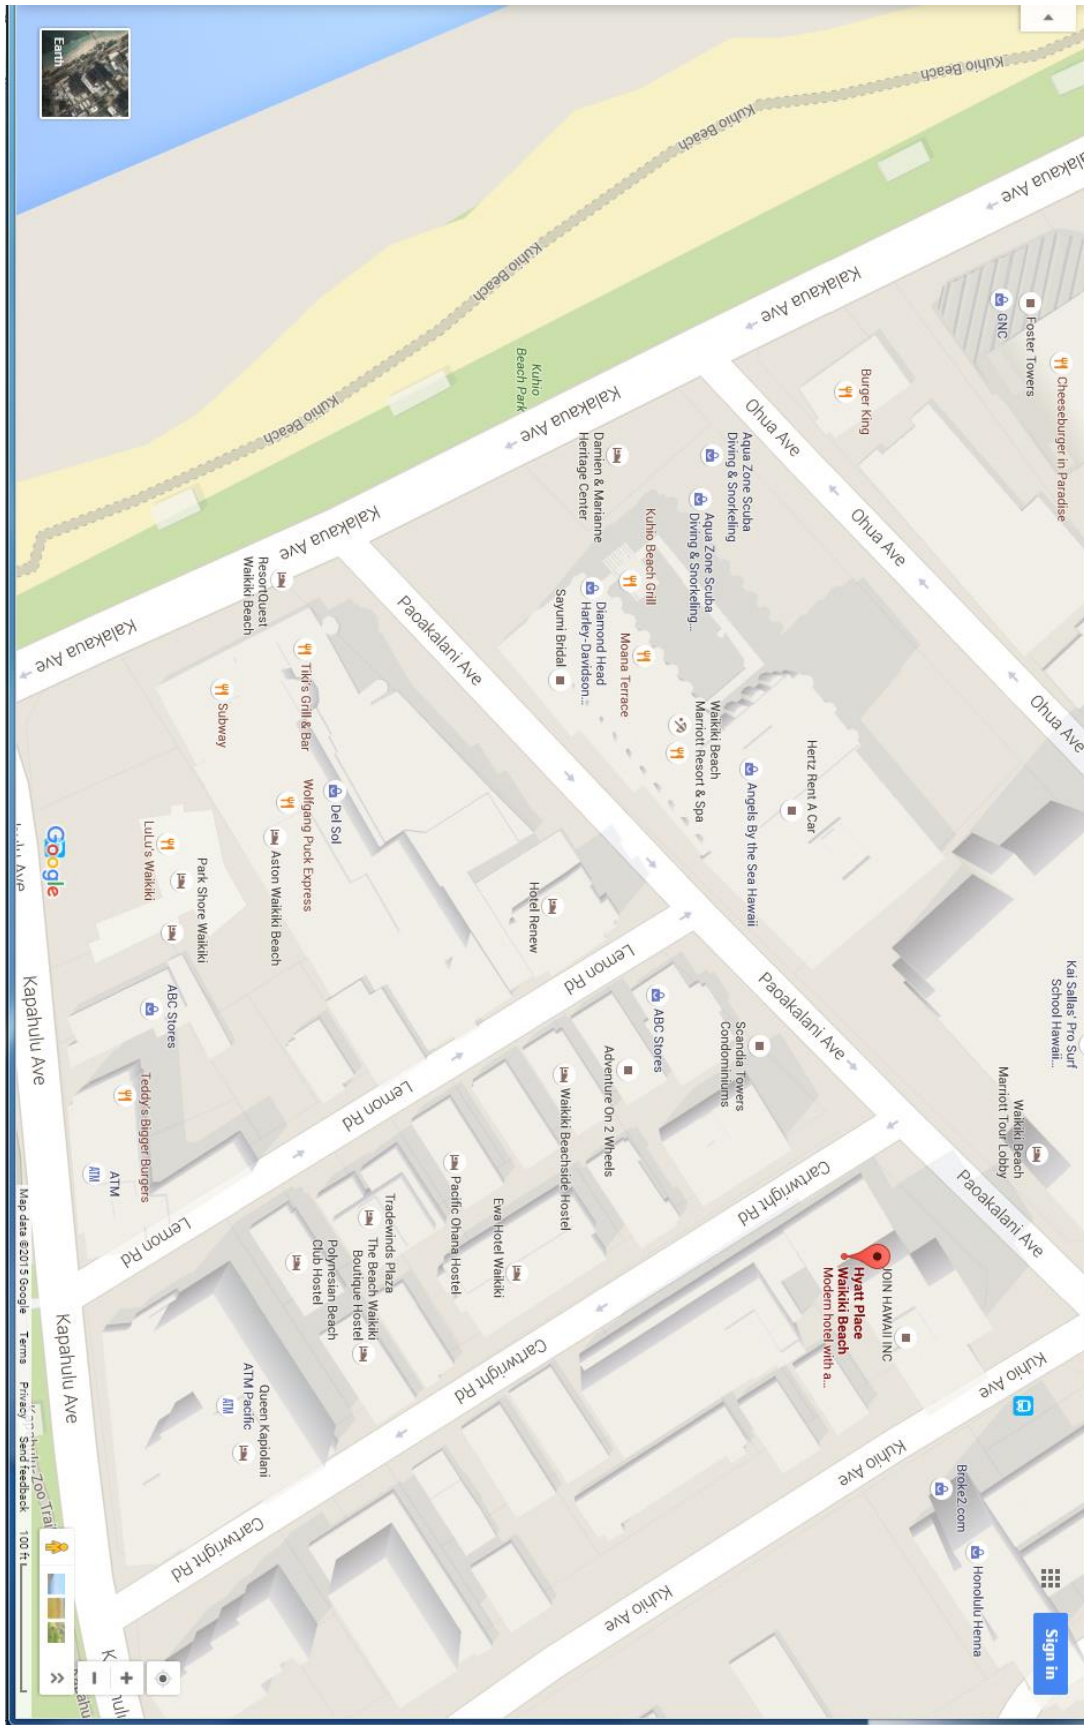 Earth
Kuhio Beach
Kuhio Beach
Kuhio Beach
Kuhio Beach
Kuhio
Beach Park
Kalakaua Ave
Kalakaua Ave
Kalakaua Ave
Kalakaua Ave
Kalakaua Ave
Cheeseburger in Paradise
Foster Towers
GNC
Burger King
Ohua Ave
Ohua Ave
Ohua Ave
Aqua Zone Scuba
Diving & Snorkeling
Aqua Zone Scuba
Diving & Snorkeling...
Damien & Marianne
Heritage Center
Kuhio Beach Grill
Diamond Head
Harley-Davidson...
Sayumi Bridal
Moana Terrace
Waikiki Beach
Marriott Resort & Spa
Hertz Rent A Car
Angels By the Sea Hawaii
Kai Sallas' Pro Surf
School Hawaii...
Waikiki Beach
Marriott Tour Lobby
ResortQuest
Waikiki Beach
Tiki's Grill & Bar
Subway
Del Sol
Wolfgang Puck Express
Aston Waikiki Beach
Hotel Renew
Park Shore Waikiki
LuLu's Waikiki
ABC Stores
Teddy's Bigger Burgers
ATM
ATM
Paoakalani Ave
Paoakalani Ave
Paoakalani Ave
Lemon Rd
Lemon Rd
Lemon Rd
ABC Stores
Scandia Towers
Condominiums
Adventure On 2 Wheels
Waikiki Beachside Hostel
Ewa Hotel Waikiki
Pacific Ohana Hostel
Tradewinds Plaza
The Beach Waikiki
Boutique Hostel
Polynesian Beach
Club Hostel
Queen Kapiolani
ATM Pacific
ATM
Cartwright Rd
Cartwright Rd
Cartwright Rd
JOIN HAWAII INC
Hyatt Place
Waikiki Beach
Modern hotel with a...
Kuhio Ave
Kuhio Ave
Kuhio Ave
Broke2.com
Honolulu Henna
Sign in
Kapahulu Ave
Kapahulu Ave
Google
Map data ©2015 Google Terms Privacy Send feedback 100 ft